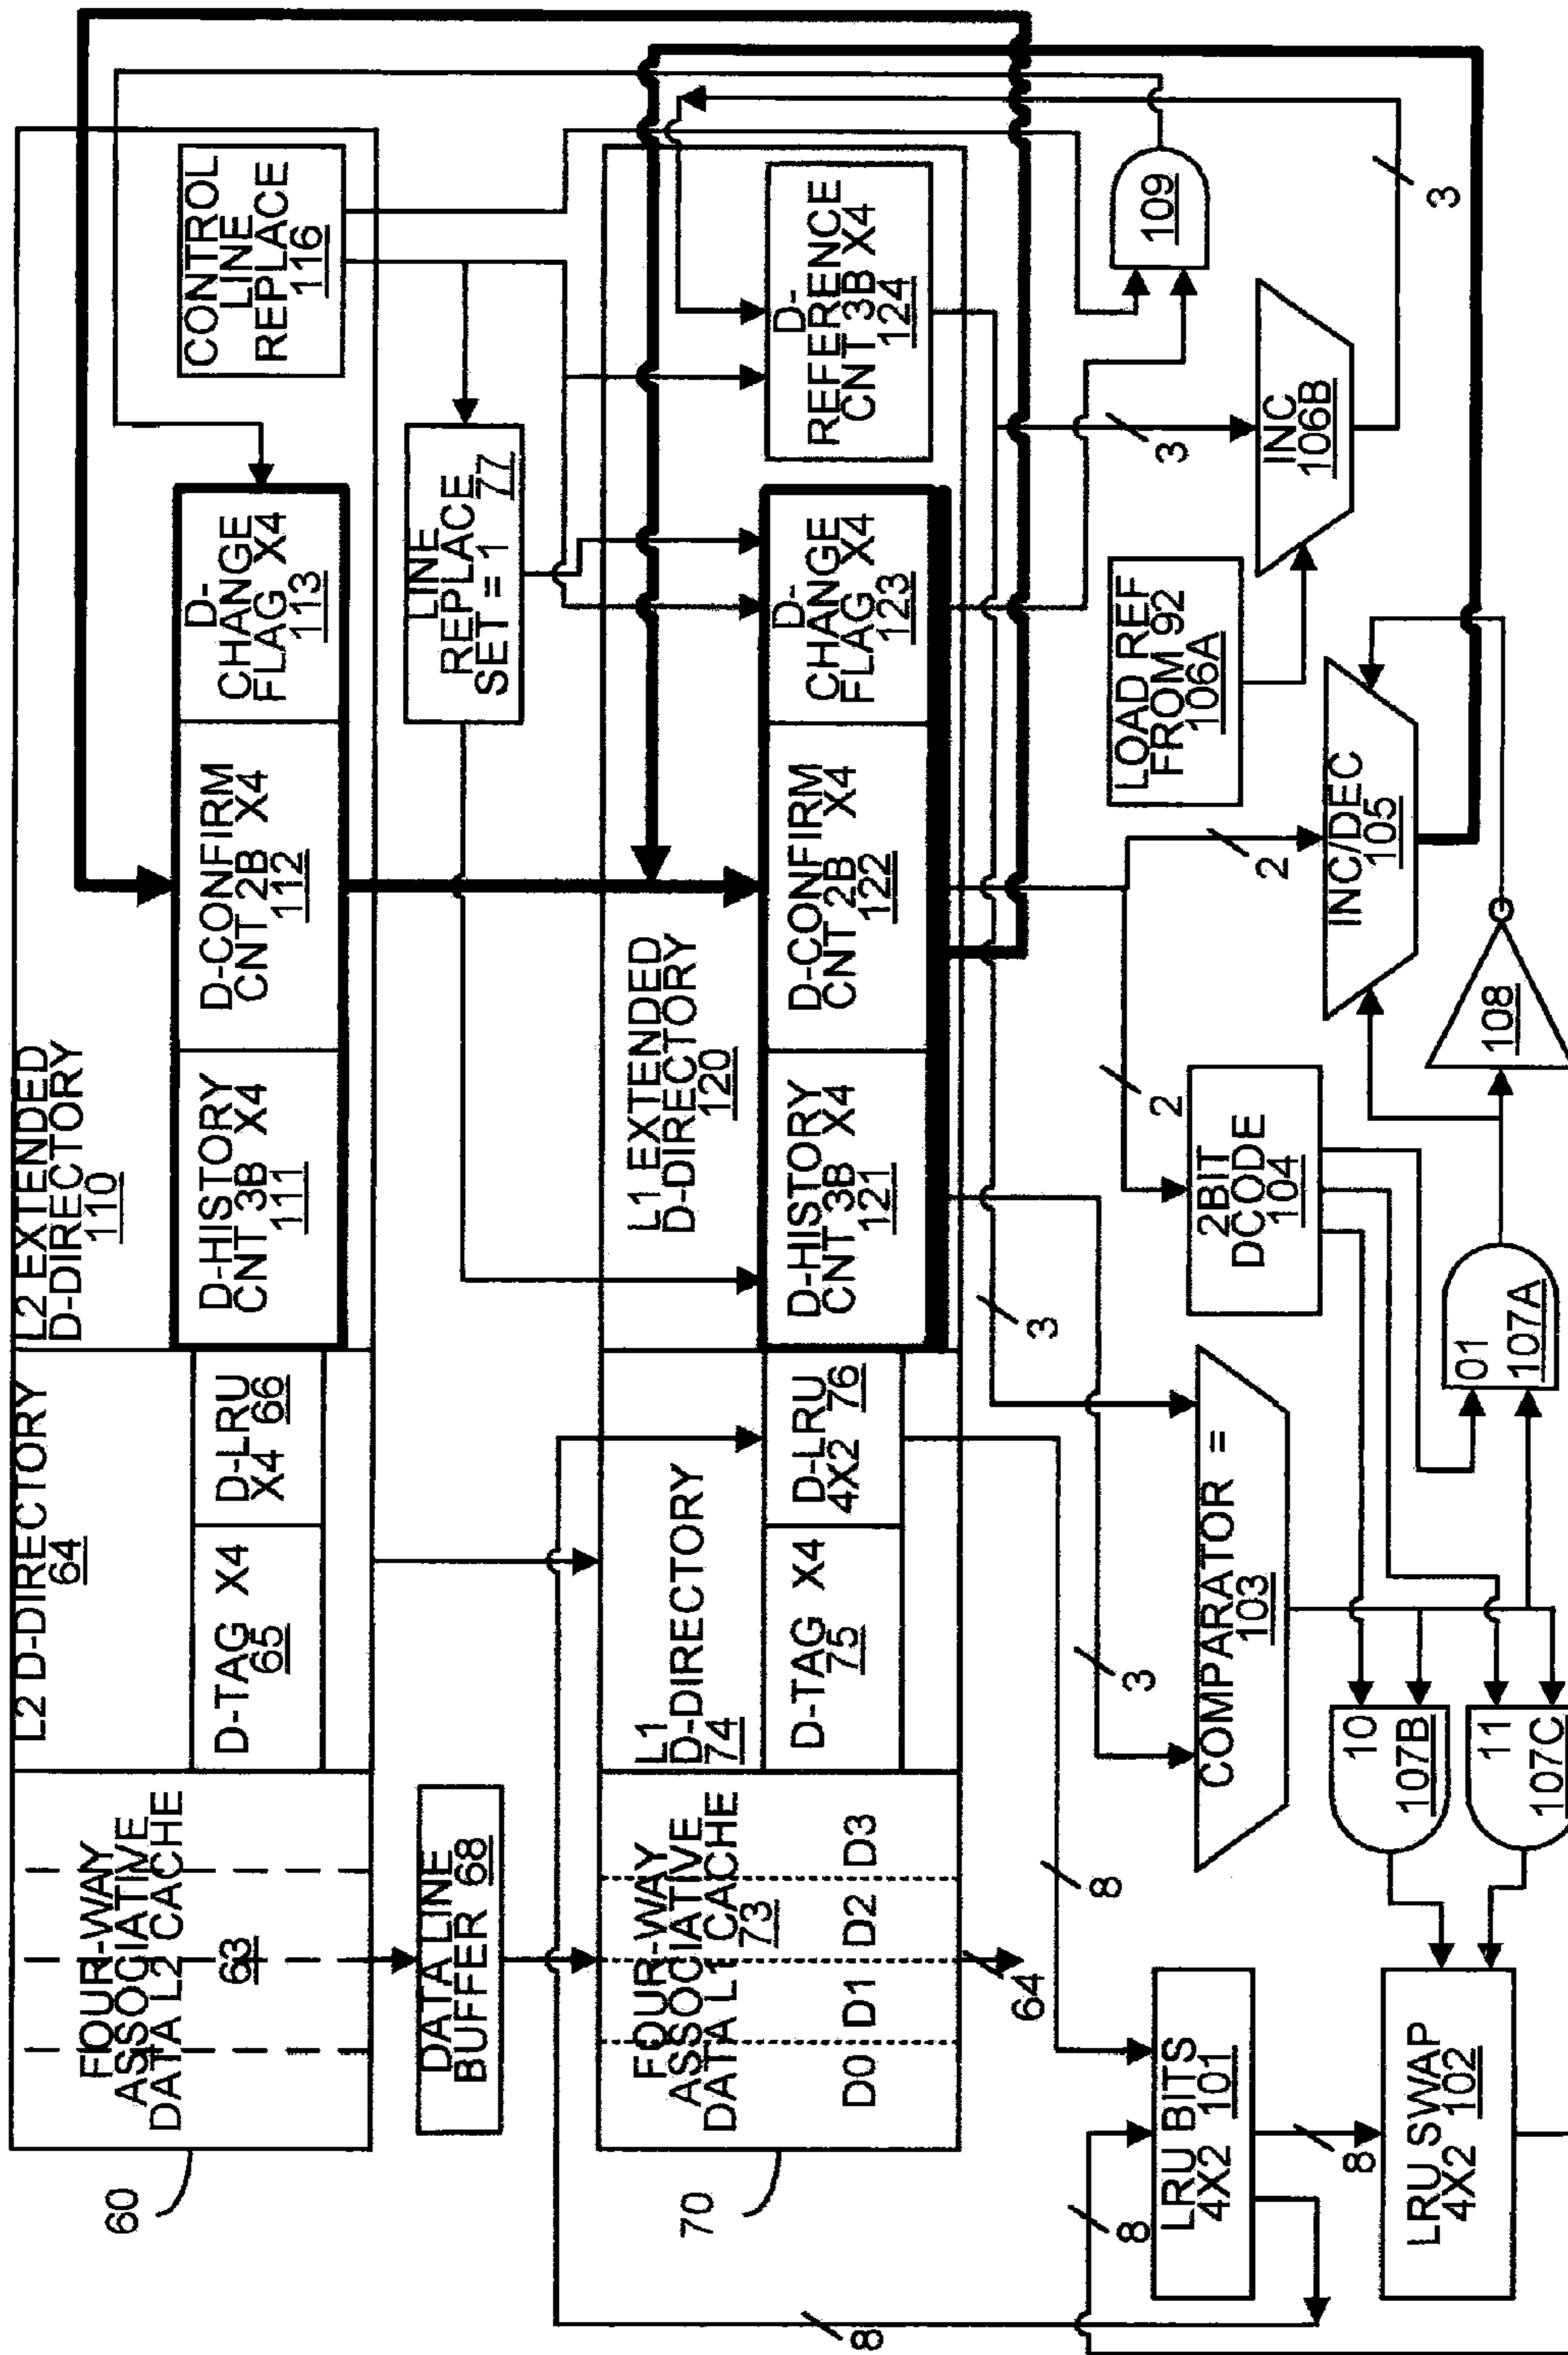 60
FOUR-WAY
ASSOCIATIVE
DATA L2 CACHE
63
L2 D-DIRECTORY
64
D-TAG X4
65
D-LRU
X4 66
L2 EXTENDED
D-DIRECTORY
110
D-HISTORY
CNT 3B X4
111
D-CONFIRM
CNT 2B X4
112
D-
CHANGE
FLAG X4
113
CONTROL
LINE
REPLACE
116
DATA LINE
BUFFER 68
LINE
REPLACE
SET = 1 77
70
FOUR-WAY
ASSOCIATIVE
DATA L1 CACHE
73
D0
D1
D2
D3
L1
D-DIRECTORY
74
D-TAG X4
75
D-LRU
4X2 76
L1 EXTENDED
D-DIRECTORY
120
D-HISTORY
CNT 3B X4
121
D-CONFIRM
CNT 2B X4
122
D-
CHANGE
FLAG X4
123
D-
REFERENCE
CNT 3B X4
124
64
8
8
8
8
3
3
2
2
3
3
LRU BITS
4X2 101
LRU SWAP
4X2 102
COMPARATOR =
103
2BIT
DCODE
104
INC/DEC
105
LOAD REF
FROM 92
106A
INC
106B
109
10
107B
11
107C
01
107A
108